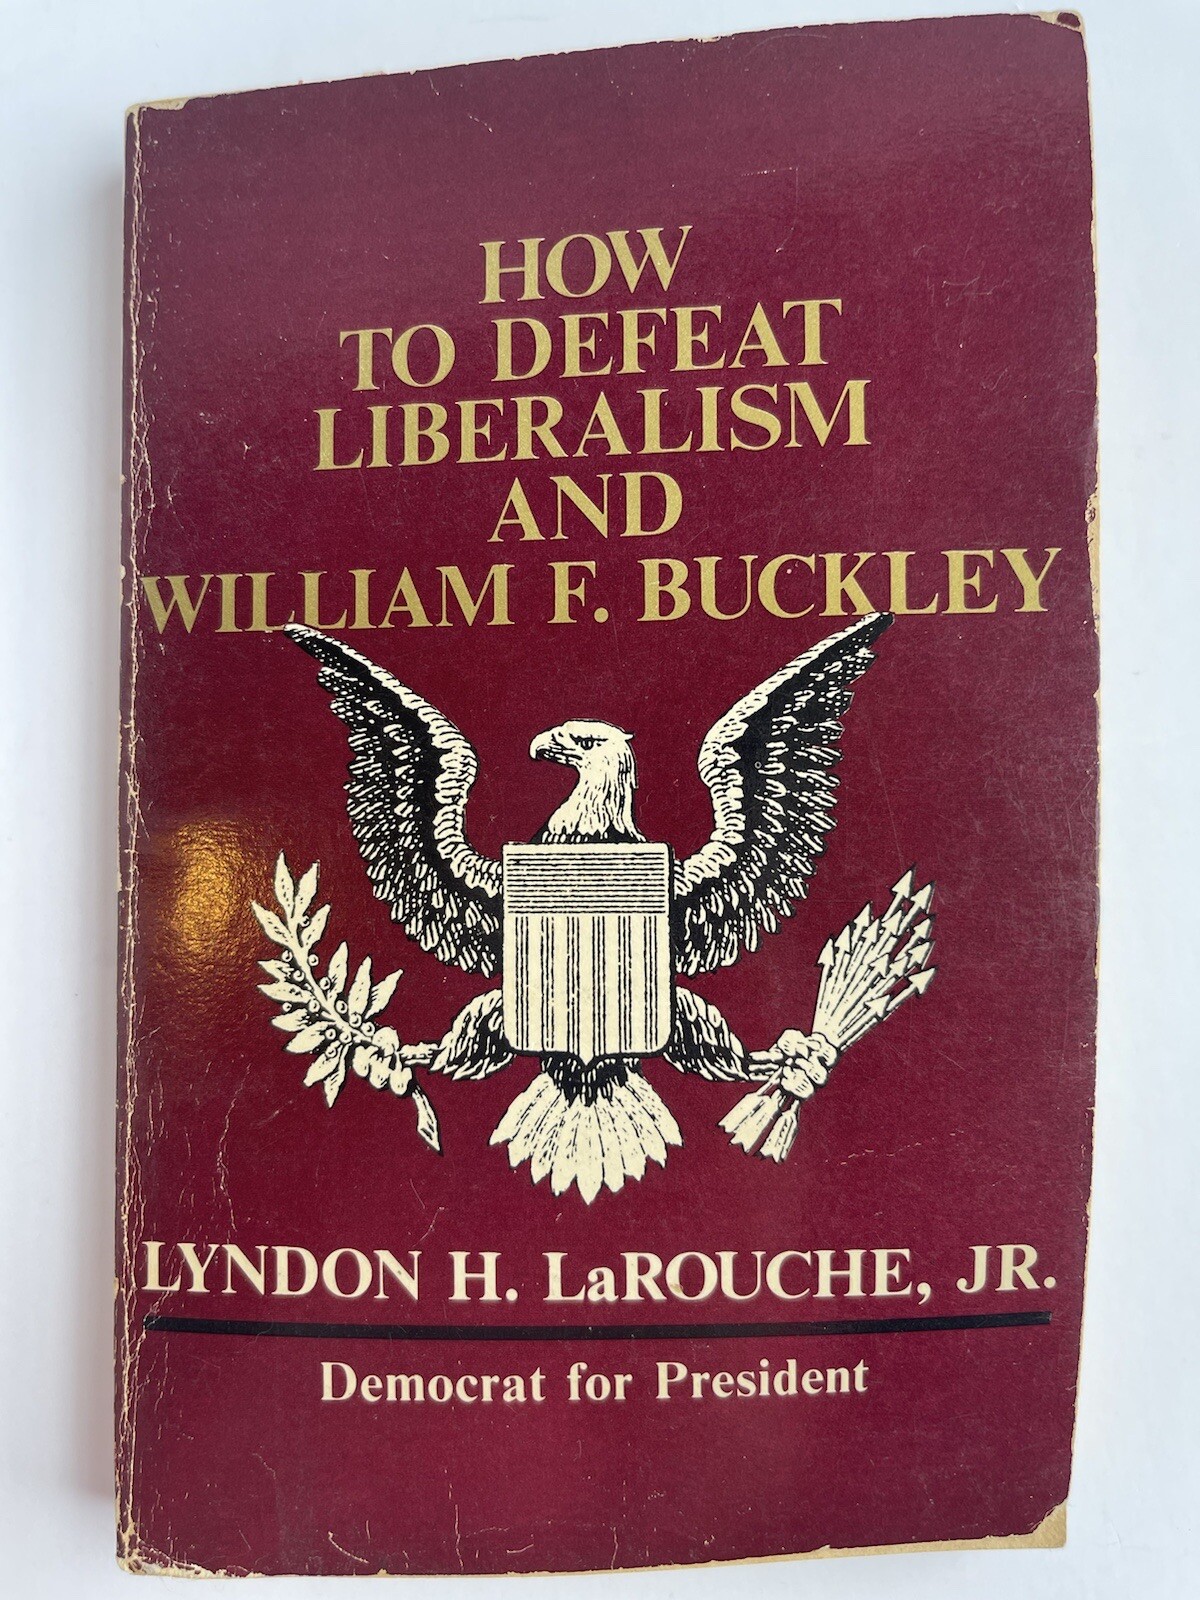 HOW
TO DEFEAT
LIBERALISM
AND
WILLIAM F. BUCKLEY
LYNDON H. LaROUCHE, JR.
Democrat for President